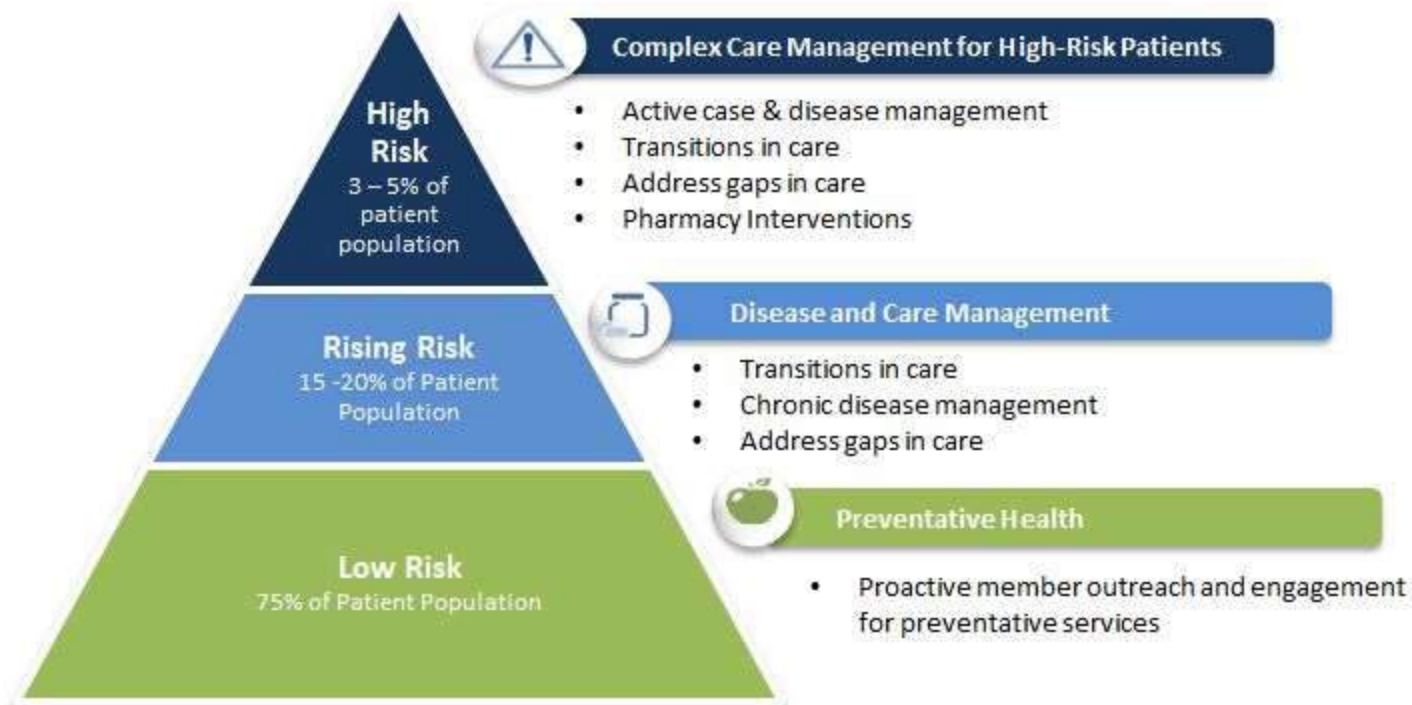 High
Risk
3 – 5% of
patient
population
Complex Care Management for High-Risk Patients
• Active case & disease management
• Transitions in care
• Address gaps in care
• Pharmacy Interventions
Rising Risk
15 -20% of Patient
Population
Disease and Care Management
• Transitions in care
• Chronic disease management
• Address gaps in care
Low Risk
75% of Patient Population
Preventative Health
• Proactive member outreach and engagement
for preventative services